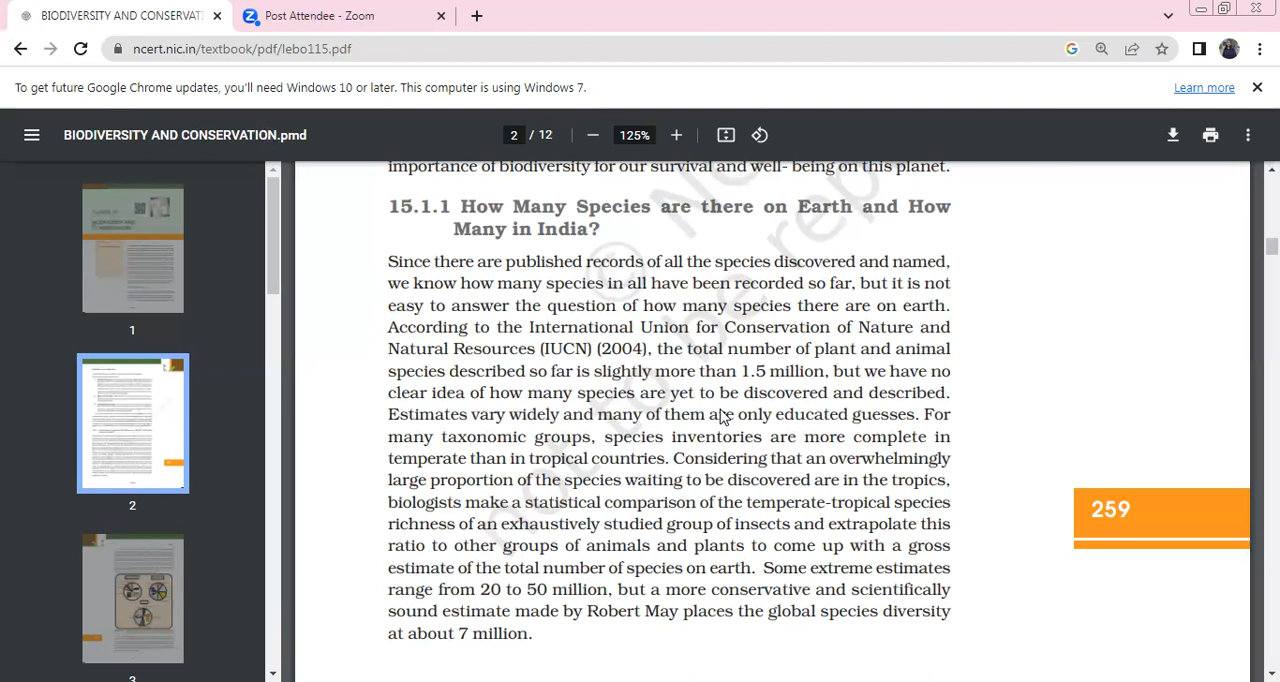 BIODIVERSITY AND CONSERVATI
Post Attendee - Zoom
ncert.nic.in/textbook/pdf/lebo115.pdf
To get future Google Chrome updates, you'll need Windows 10 or later. This computer is using Windows 7.
Learn more
BIODIVERSITY AND CONSERVATION.pmd
2 / 12
125%
importance of biodiversity for our survival and well- being on this planet.
15.1.1 How Many Species are there on Earth and How
Many in India?
Since there are published records of all the species discovered and named,
we know how many species in all have been recorded so far, but it is not
easy to answer the question of how many species there are on earth.
According to the International Union for Conservation of Nature and
Natural Resources (IUCN) (2004), the total number of plant and animal
species described so far is slightly more than 1.5 million, but we have no
clear idea of how many species are yet to be discovered and described.
Estimates vary widely and many of them are only educated guesses. For
many taxonomic groups, species inventories are more complete in
temperate than in tropical countries. Considering that an overwhelmingly
large proportion of the species waiting to be discovered are in the tropics,
biologists make a statistical comparison of the temperate-tropical species
richness of an exhaustively studied group of insects and extrapolate this
ratio to other groups of animals and plants to come up with a gross
estimate of the total number of species on earth. Some extreme estimates
range from 20 to 50 million, but a more conservative and scientifically
sound estimate made by Robert May places the global species diversity
at about 7 million.
259
1
2
3
not to be rep